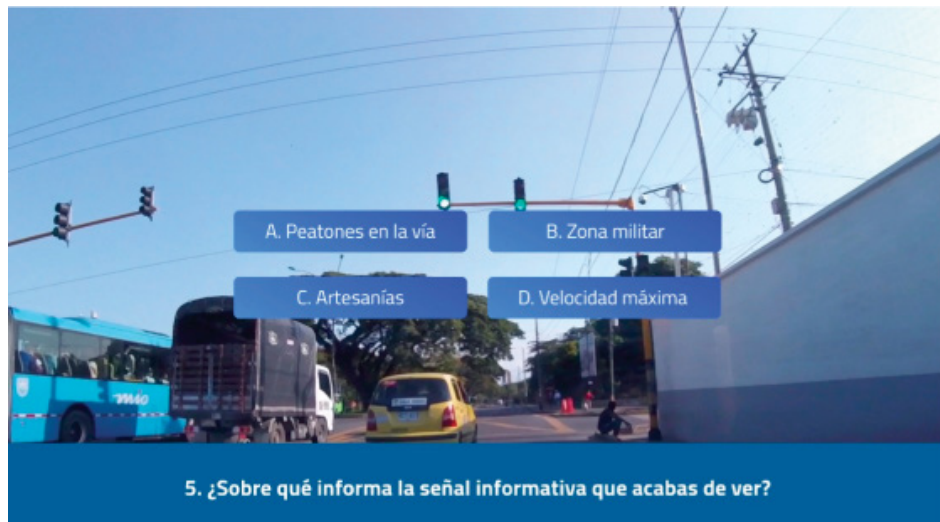 A. Peatones en la vía
B. Zona militar
C. Artesanías
D. Velocidad máxima
mio
5. ¿Sobre qué informa la señal informativa que acabas de ver?